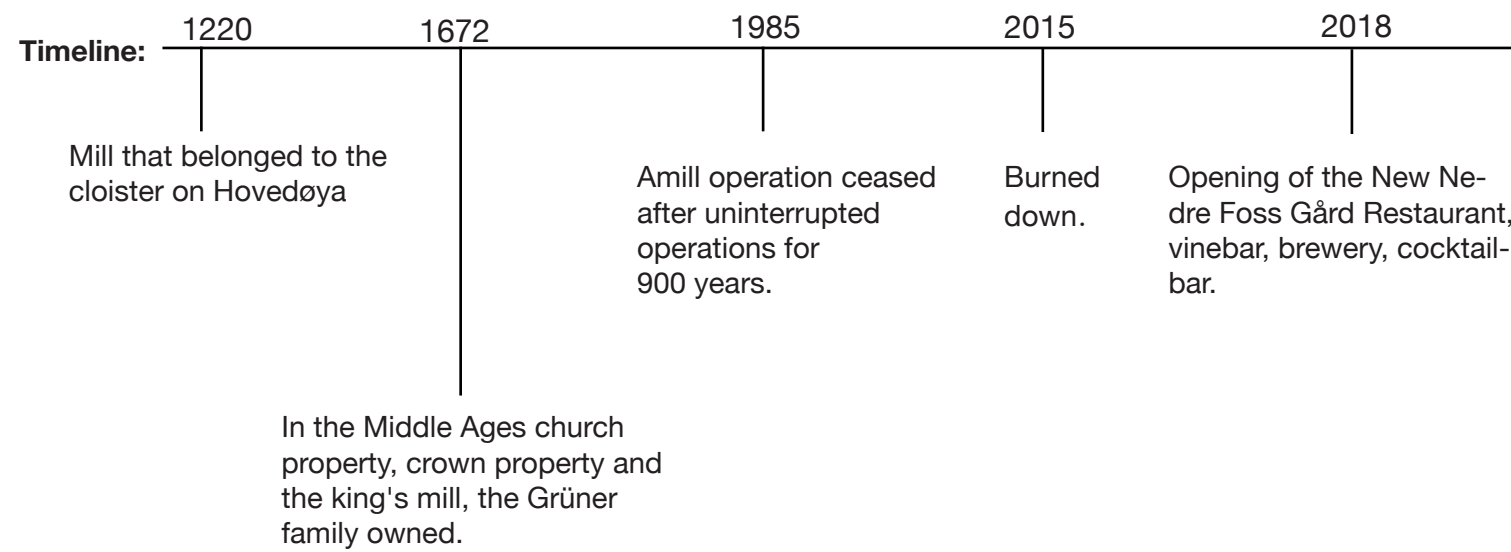 Timeline:
1220
1672
1985
2015
2018
Mill that belonged to the
cloister on Hovedøya
In the Middle Ages church
property, crown property and
the king's mill, the Grüner
family owned.
Amill operation ceased
after uninterrupted
operations for
900 years.
Burned
down.
Opening of the New Ne-
dre Foss Gård Restaurant,
vinebar, brewery, cocktail-
bar.